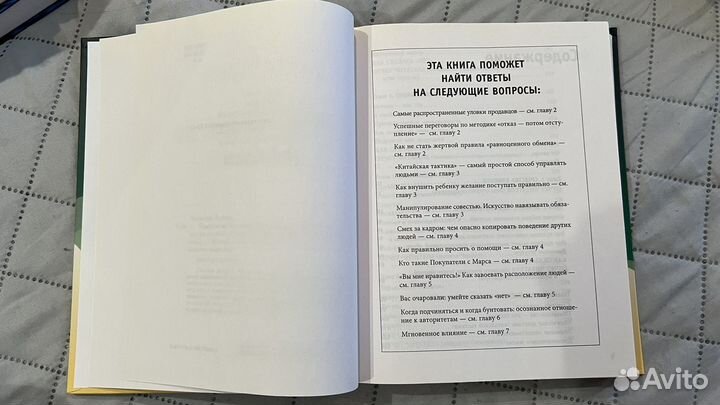 ЭТА КНИГА ПОМОЖЕТ
НАЙТИ ОТВЕТЫ
НА СЛЕДУЮЩИЕ ВОПРОСЫ:
Самые распространенные уловки продавцов — см. главу 2
Успешные переговоры по методике «отказ — потом отсту-
пление» — см. главу 2
Как не стать жертвой правила «равноценного обмена» —
см. главу 2
«Китайская тактика» — самый простой способ управлять
людьми — см. главу 3
Как внушить ребенку желание поступать правильно — см.
главу 3
Манипулирование совестью. Искусство навязывать обяза-
тельства — см. главу 3
Смех за кадром: чем опасно копировать поведение других
людей — см. главу 4
Как правильно просить о помощи — см. главу 4
Кто такие Покупатели с Марса — см. главу 4
«Вы мне нравитесь!» Как завоевать расположение людей —
см. главу 5
Вас очаровали: умейте сказать «нет» — см. главу 5
Когда подчиняться и когда бунтовать: осознанное отноше-
ние к авторитетам — см. главу 6
Мгновенное влияние — см. главу 7
Содержание
Avito